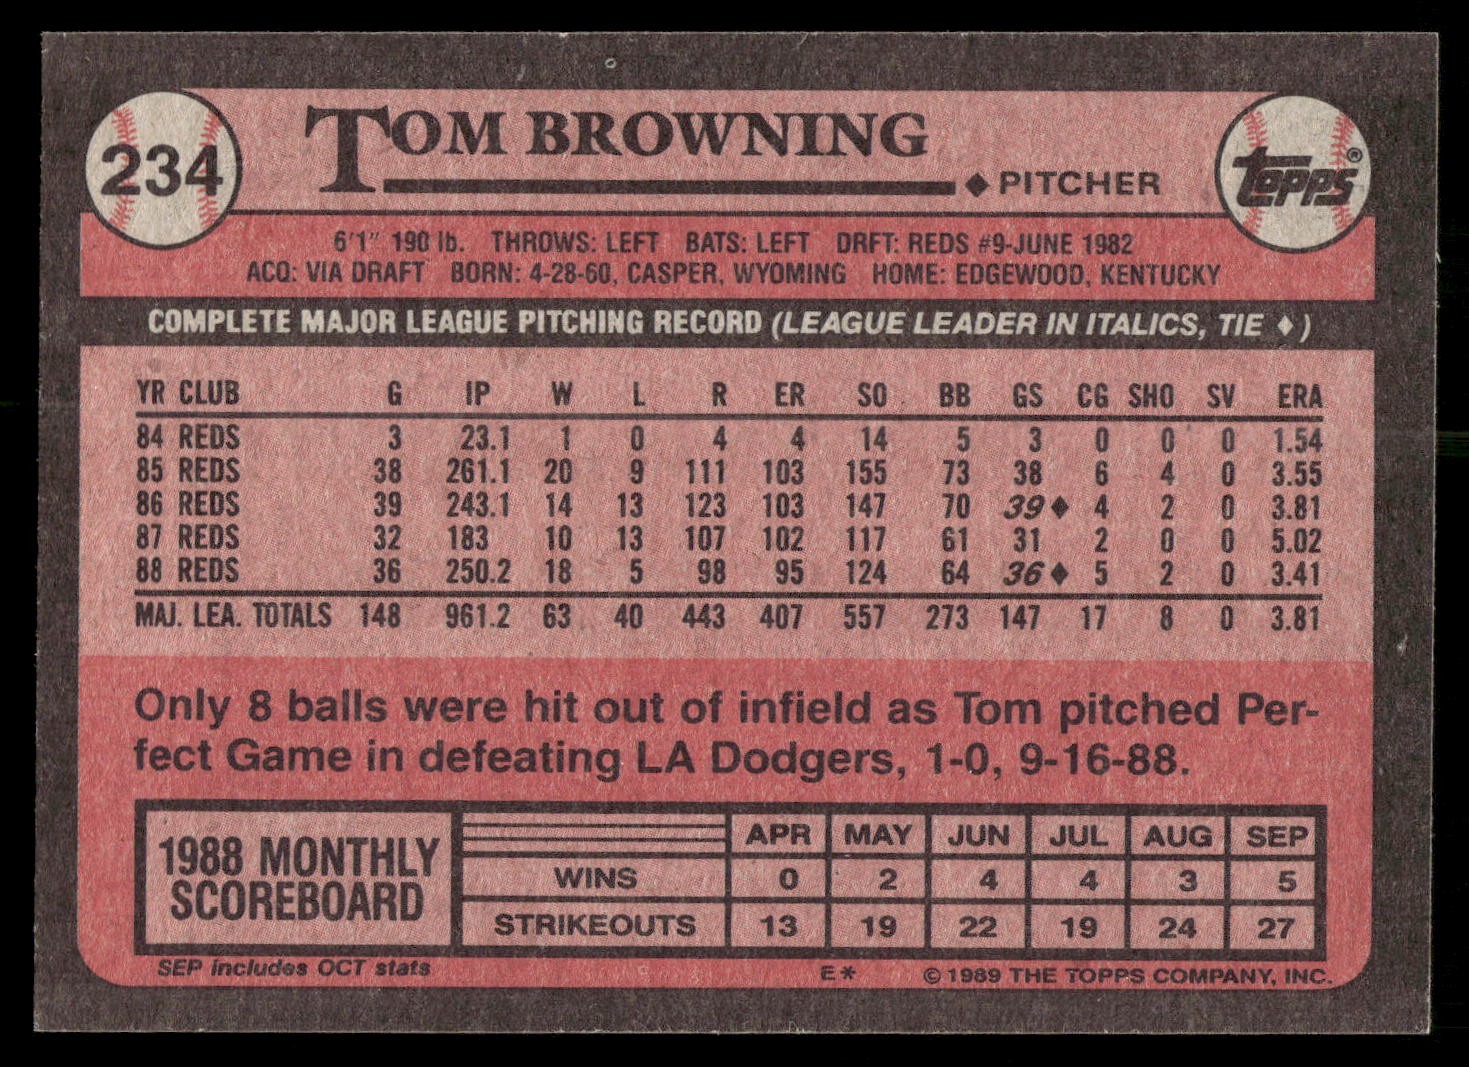 234
TOM BROWNING
♦ PITCHER
topps®
6'1" 190 lb. THROWS: LEFT BATS: LEFT DRFT: REDS #9-JUNE 1982
ACQ: VIA DRAFT BORN: 4-28-60, CASPER, WYOMING HOME: EDGEWOOD, KENTUCKY
COMPLETE MAJOR LEAGUE PITCHING RECORD (LEAGUE LEADER IN ITALICS, TIE ♦)
YR CLUB G IP W L R ER SO BB GS CG SHO SV ERA
84 REDS 3 23.1 1 0 4 4 14 5 3 0 0 0 1.54
85 REDS 38 261.1 20 9 111 103 155 73 38 6 4 0 3.55
86 REDS 39 243.1 14 13 123 103 147 70 39♦ 4 2 0 3.81
87 REDS 32 183 10 13 107 102 117 61 31 2 0 0 5.02
88 REDS 36 250.2 18 5 98 95 124 64 36♦ 5 2 0 3.41
MAJ. LEA. TOTALS 148 961.2 63 40 443 407 557 273 147 17 8 0 3.81
Only 8 balls were hit out of infield as Tom pitched Per-
fect Game in defeating LA Dodgers, 1-0, 9-16-88.
1988 MONTHLY
SCOREBOARD
APR MAY JUN JUL AUG SEP
WINS 0 2 4 4 3 5
STRIKEOUTS 13 19 22 19 24 27
SEP includes OCT stats
E* © 1989 THE TOPPS COMPANY, INC.